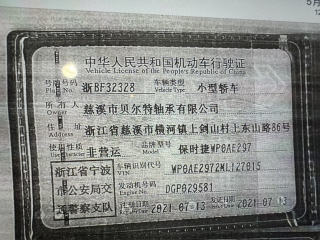 中华人民共和国机动车行驶证
Vehicle License of the People's Republic of China
号牌号码 浙BF32328 车辆类型 小型轿车
Plate No. Vehicle Type
所有人 慈溪市贝尔特轴承有限公司
Owner
住址 浙江省慈溪市横河镇上剑山村上东山路86号
Address
使用性质 非营运 品牌型号 保时捷WP0AE297
Use Character Model
浙江省宁波 车辆识别代号 WP0AE2972ML127015
VIN
市公安局交 发动机号码 DGP029581
Engine No.
通警察支队 注册日期 2021-07-13 发证日期 2021-07-13
Register Date Issue Date